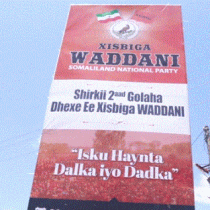 XISBIGA
WADDANI
SOMALILAND NATIONAL PARTY
Shirkii 2aad Golaha
Dhexe Ee Xisbiga WADDANI
"Isku Haynta
Dalka iyo Dadka"